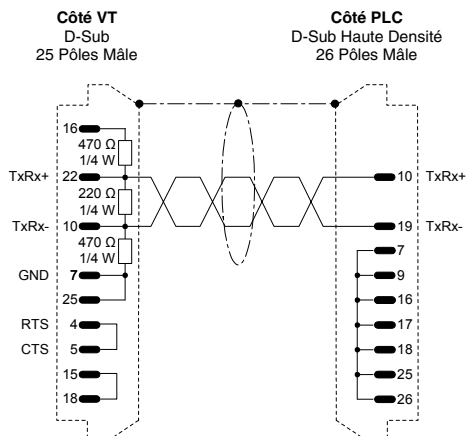 Côté VT
D-Sub
25 Pôles Mâle
Côté PLC
D-Sub Haute Densité
26 Pôles Mâle
16
470 Ω
1/4 W
TxRx+ 22
220 Ω
1/4 W
TxRx- 10
470 Ω
1/4 W
GND 7
25
RTS 4
CTS 5
15
18
10 TxRx+
19 TxRx-
7
9
16
17
18
25
26